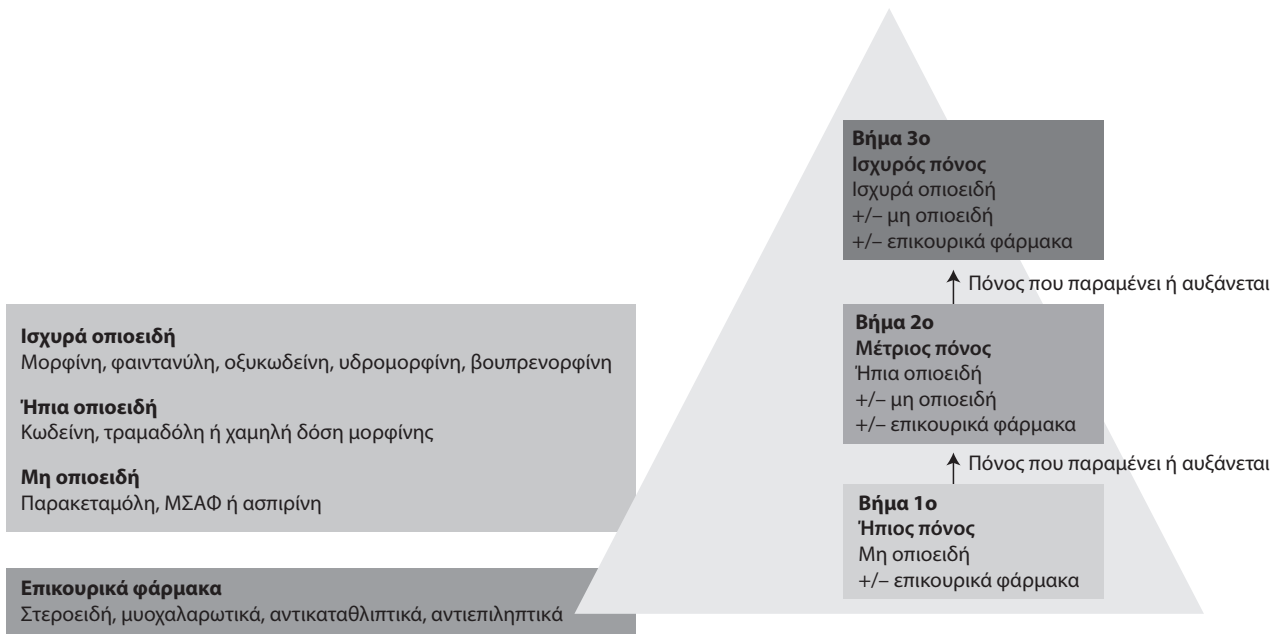 Βήμα 3ο
Ισχυρός πόνος
Ισχυρά οπιοειδή
+/– μη οπιοειδή
+/– επικουρικά φάρμακα
Πόνος που παραμένει ή αυξάνεται
Βήμα 2ο
Μέτριος πόνος
Ήπια οπιοειδή
+/– μη οπιοειδή
+/– επικουρικά φάρμακα
Πόνος που παραμένει ή αυξάνεται
Βήμα 1ο
Ήπιος πόνος
Μη οπιοειδή
+/– επικουρικά φάρμακα
Ισχυρά οπιοειδή
Μορφίνη, φαιντανύλη, οξυκωδείνη, υδρομορφίνη, βουπρενορφίνη
Ήπια οπιοειδή
Κωδείνη, τραμαδόλη ή χαμηλή δόση μορφίνης
Μη οπιοειδή
Παρακεταμόλη, ΜΣΑΦ ή ασπιρίνη
Επικουρικά φάρμακα
Στεροειδή, μυοχαλαρωτικά, αντικαταθλιπτικά, αντιεπιληπτικά